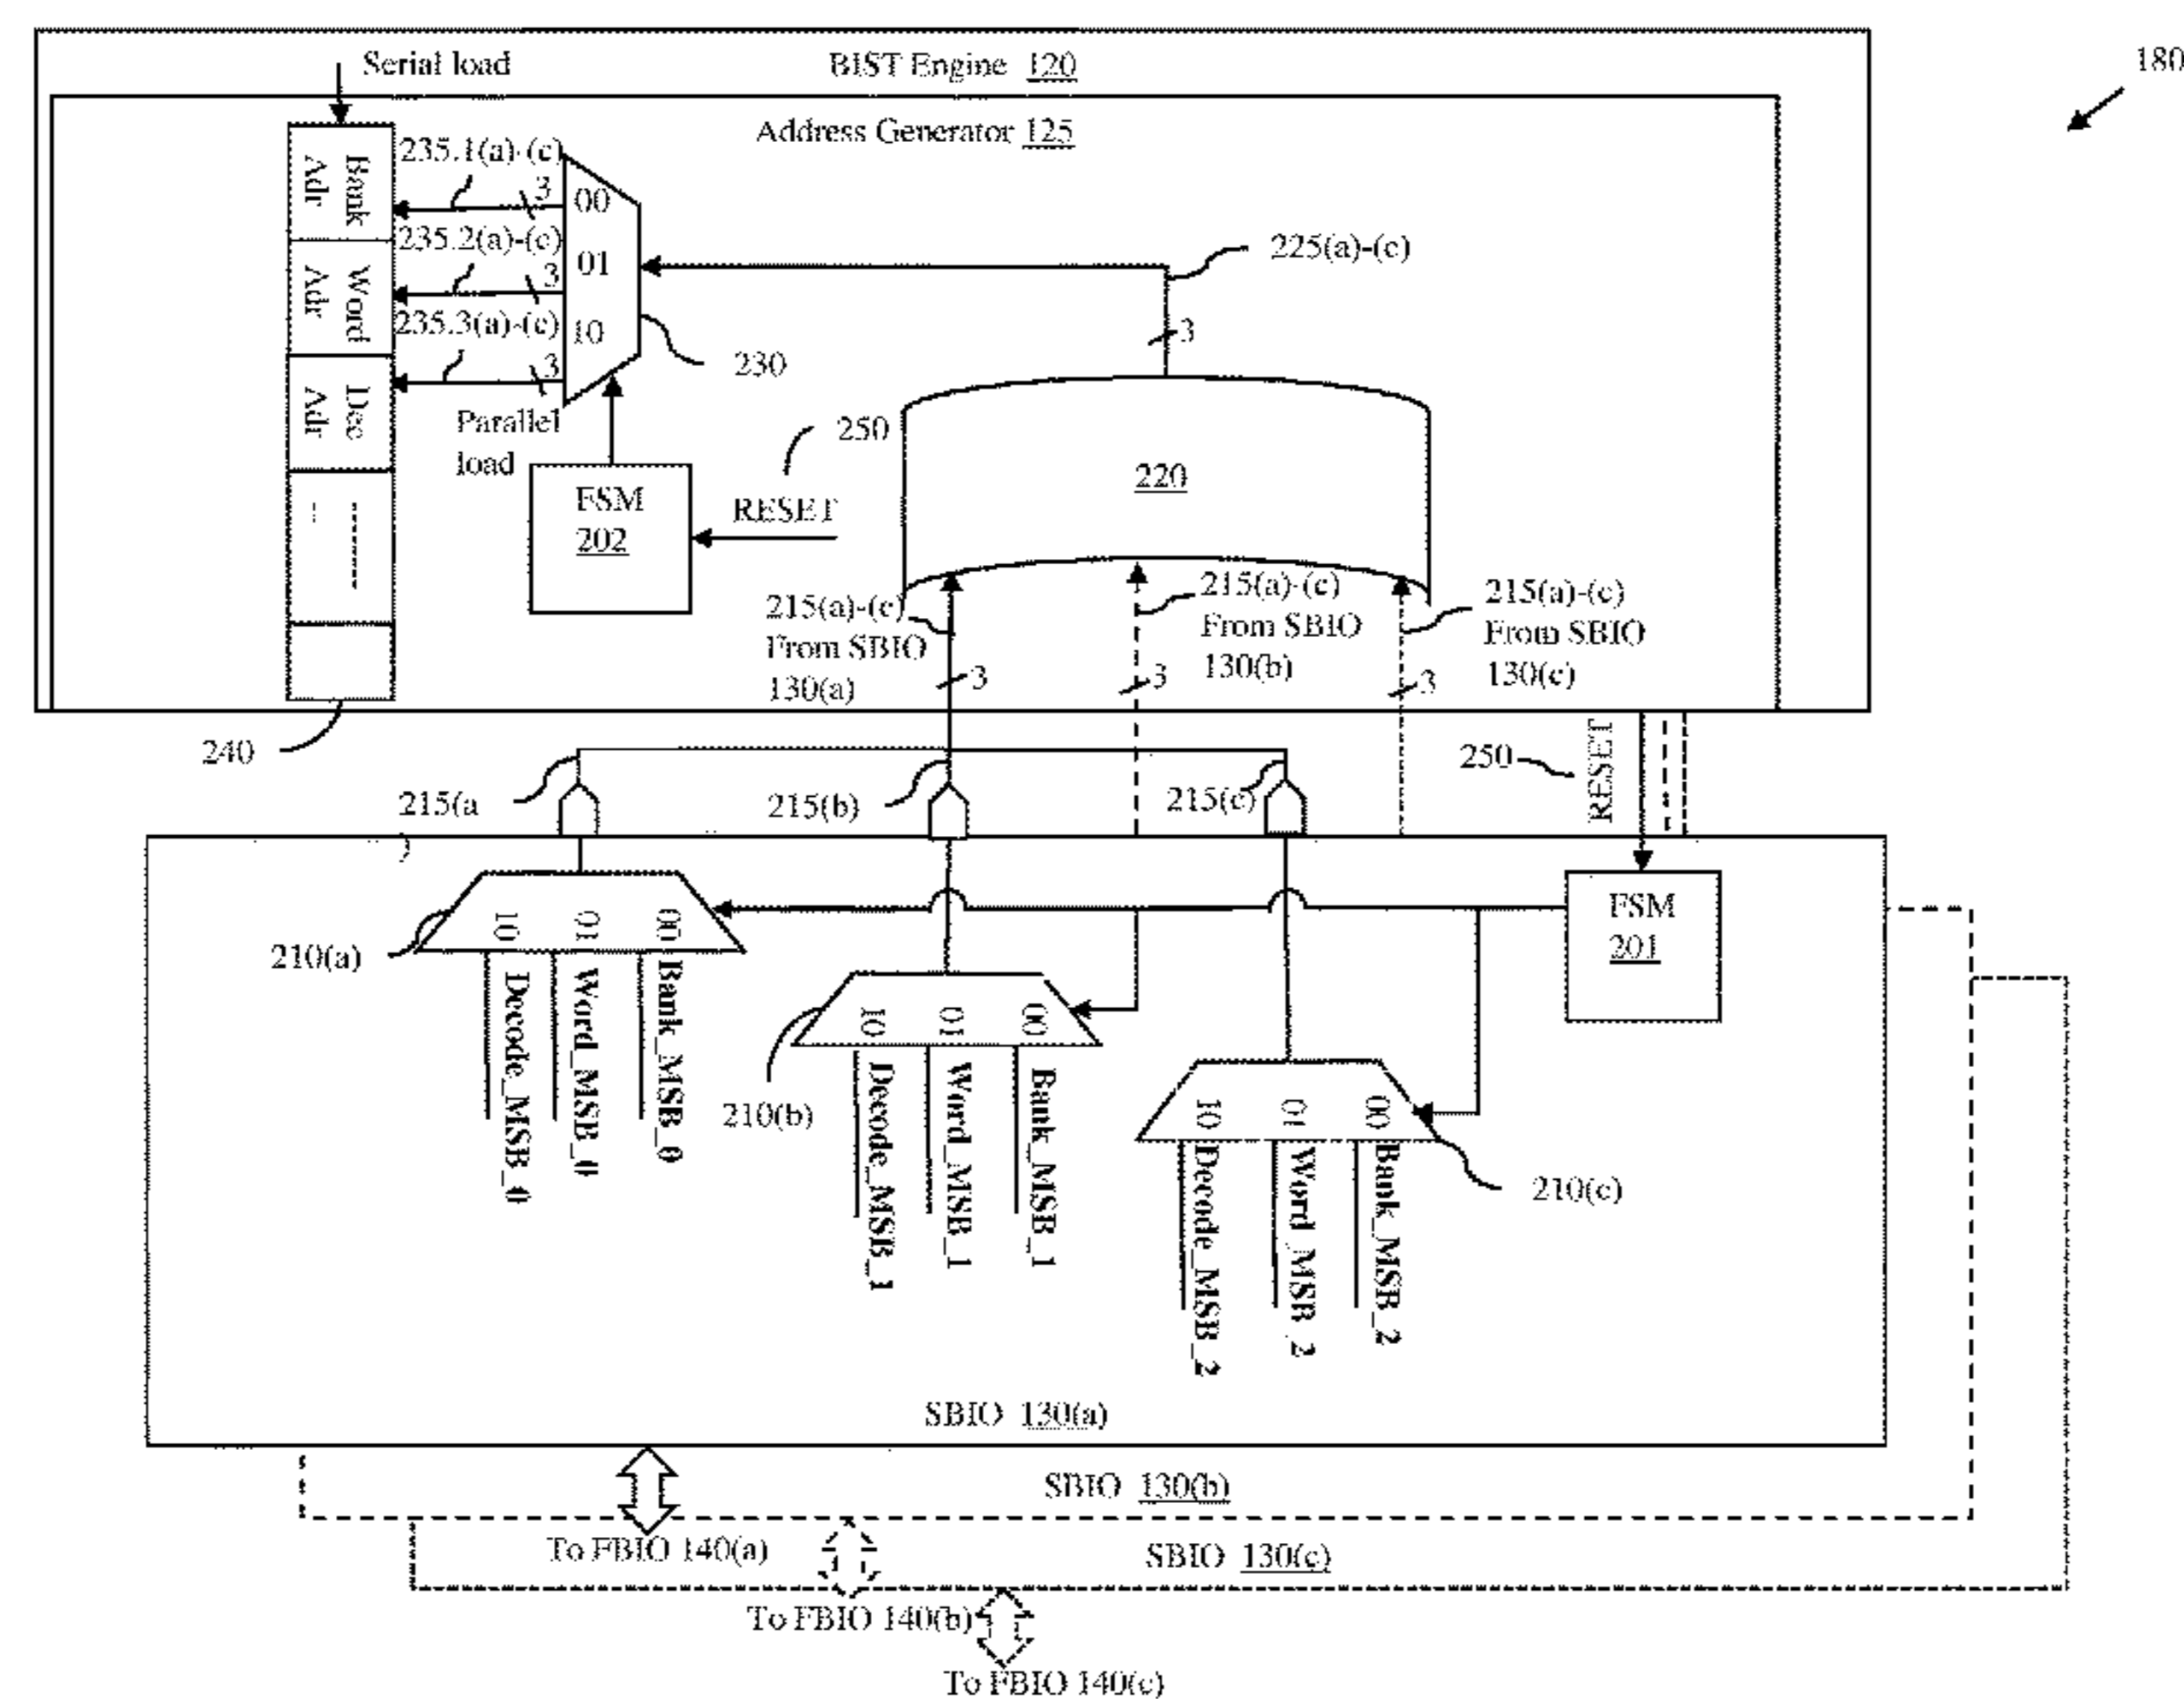 180
Serial load
BIST Engine 120
Address Generator 125
Bank
Adr
Word
Adr
Dec
Adr
...
235.1(a)-(c)
3
235.2(a)-(c)
3
235.3(a)-(c)
3
00
01
10
Parallel
load
230
225(a)-(c)
3
FSM
202
RESET
250
220
215(a)-(c)
From SBIO
130(a)
3
215(a)-(c)
From SBIO
130(b)
3
215(a)-(c)
From SBIO
130(c)
3
240
215(a
215(b)
215(c)
250
RESET
FSM
201
210(a)
10
01
00
Decode_MSB_0
Word_MSB_0
Bank_MSB_0
210(b)
10
01
00
Decode_MSB_1
Word_MSB_1
Bank_MSB_1
10
01
00
Decode_MSB_2
Word_MSB_2
Bank_MSB_2
210(c)
SBIO 130(a)
SBIO 130(b)
To FBIO 140(a)
SBIO 130(c)
To FBIO 140(b)
To FBIO 140(c)